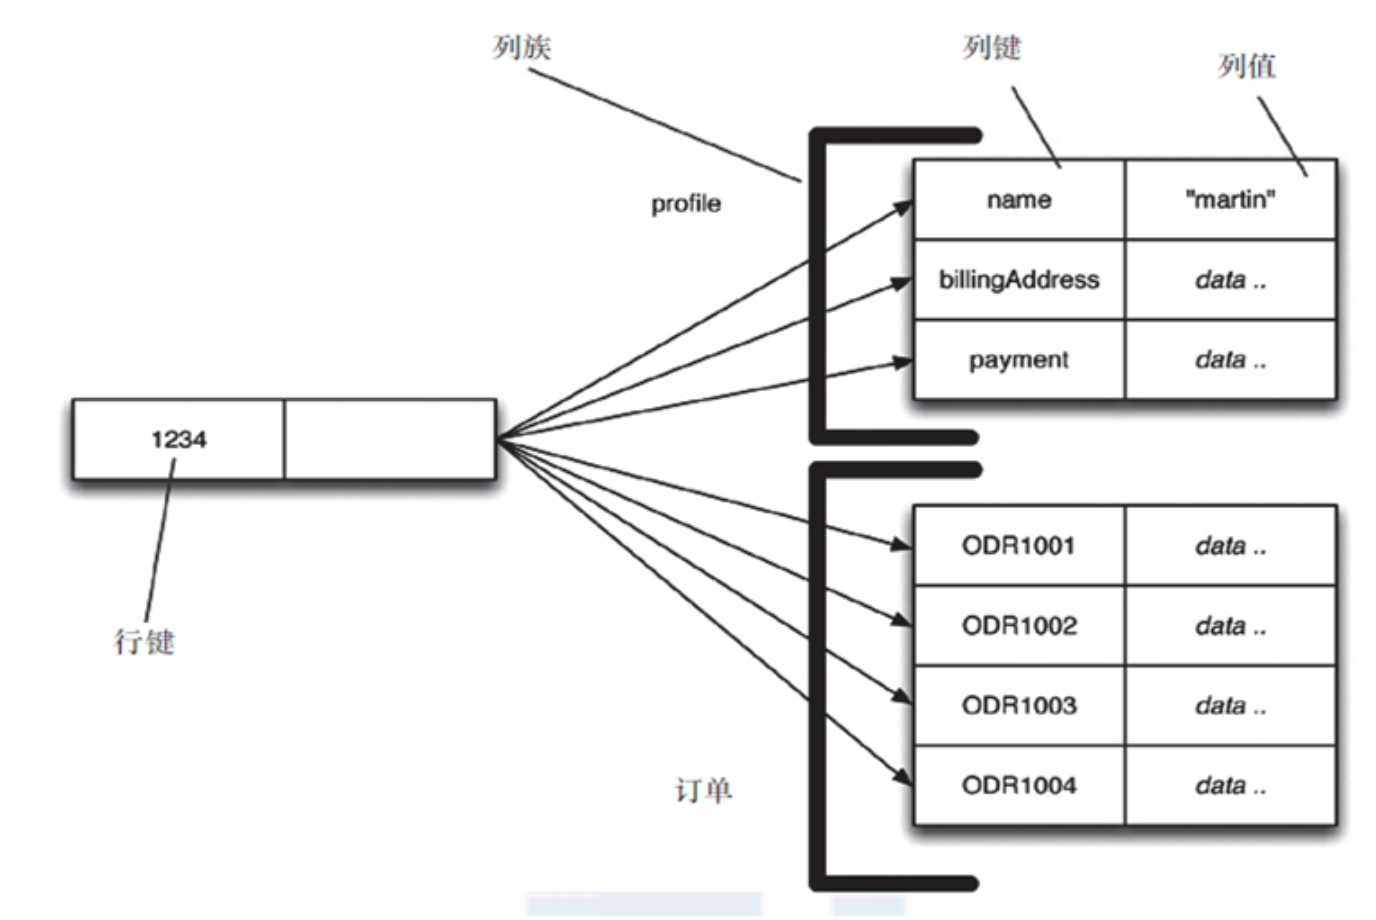 列族
列键
列值
profile
name
"martin"
billingAddress
data ..
payment
data ..
1234
行键
ODR1001
data ..
ODR1002
data ..
ODR1003
data ..
订单
ODR1004
data ..